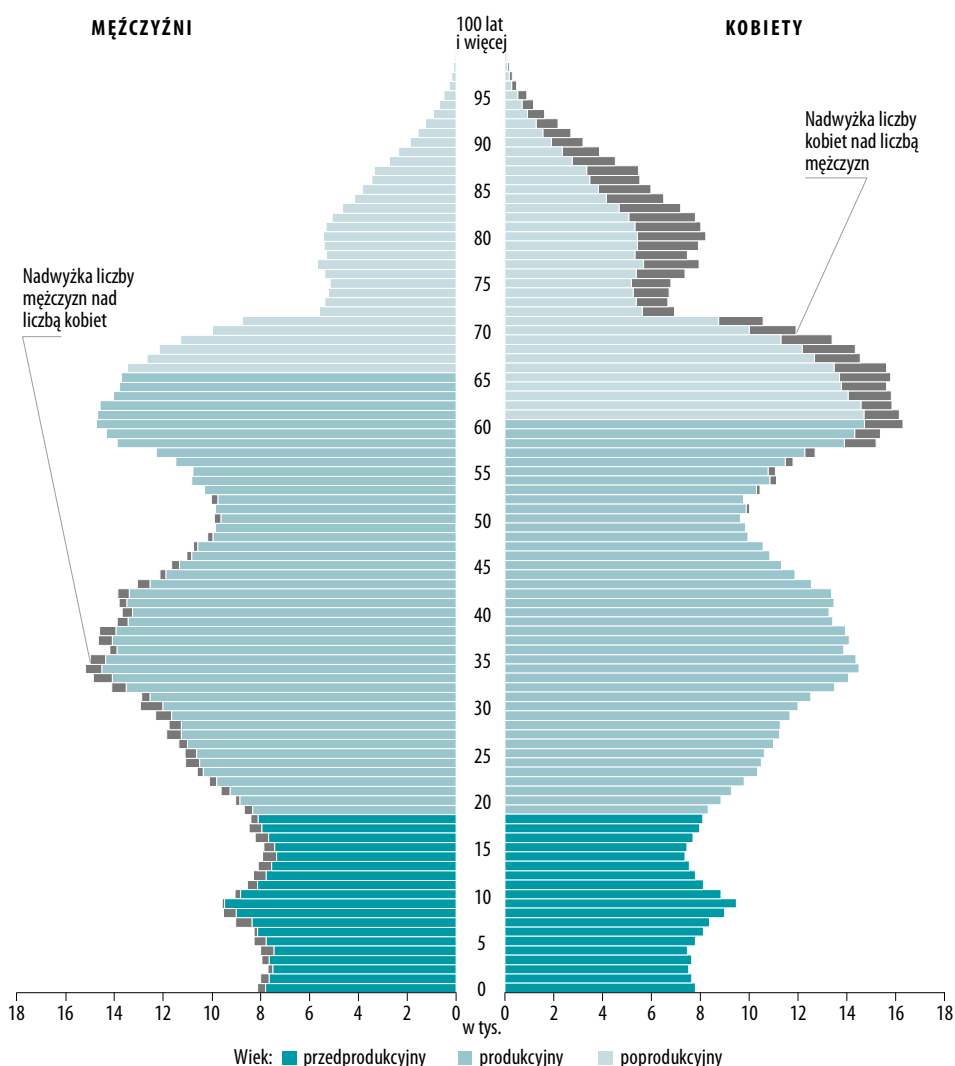 MĘŻCZYŹNI
100 lat
i więcej
KOBIETY
Nadwyżka liczby
kobiet nad liczbą
mężczyzn
Nadwyżka liczby
mężczyzn nad
liczbą kobiet
95
90
85
80
75
70
65
60
55
50
45
40
35
30
25
20
15
10
5
0
18 16 14 12 10 8 6 4 2 0
0 2 4 6 8 10 12 14 16 18
w tys.
Wiek: przedprodukcyjny produkcyjny poprodukcyjny